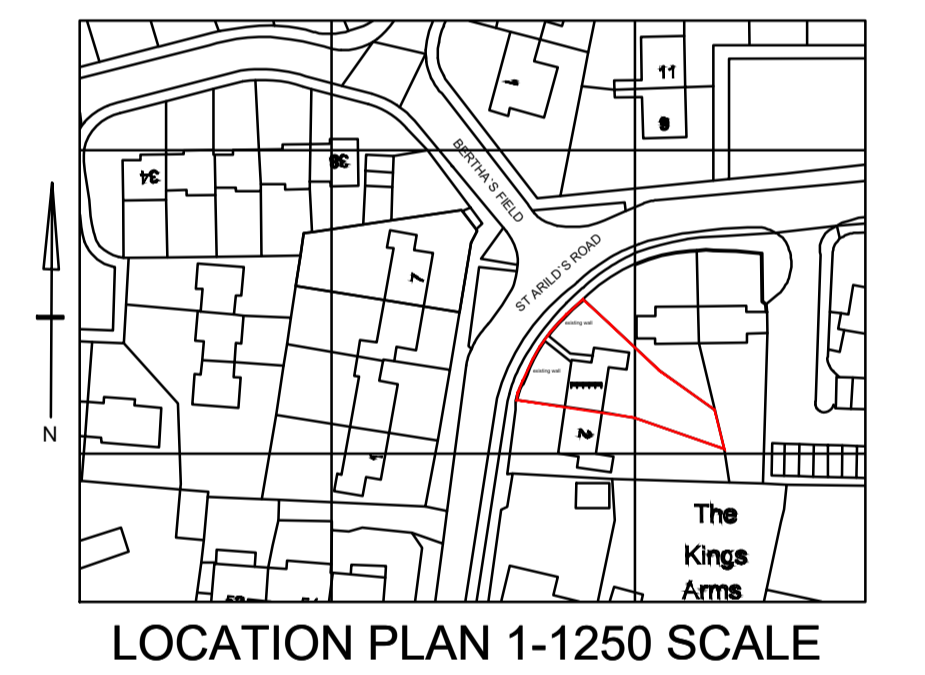 11
9
34
38
BERTHA'S FIELD
ST ARILD'S ROAD
7
existing wall
existing wall
2
1
N
The
Kings
Arms
LOCATION PLAN 1-1250 SCALE